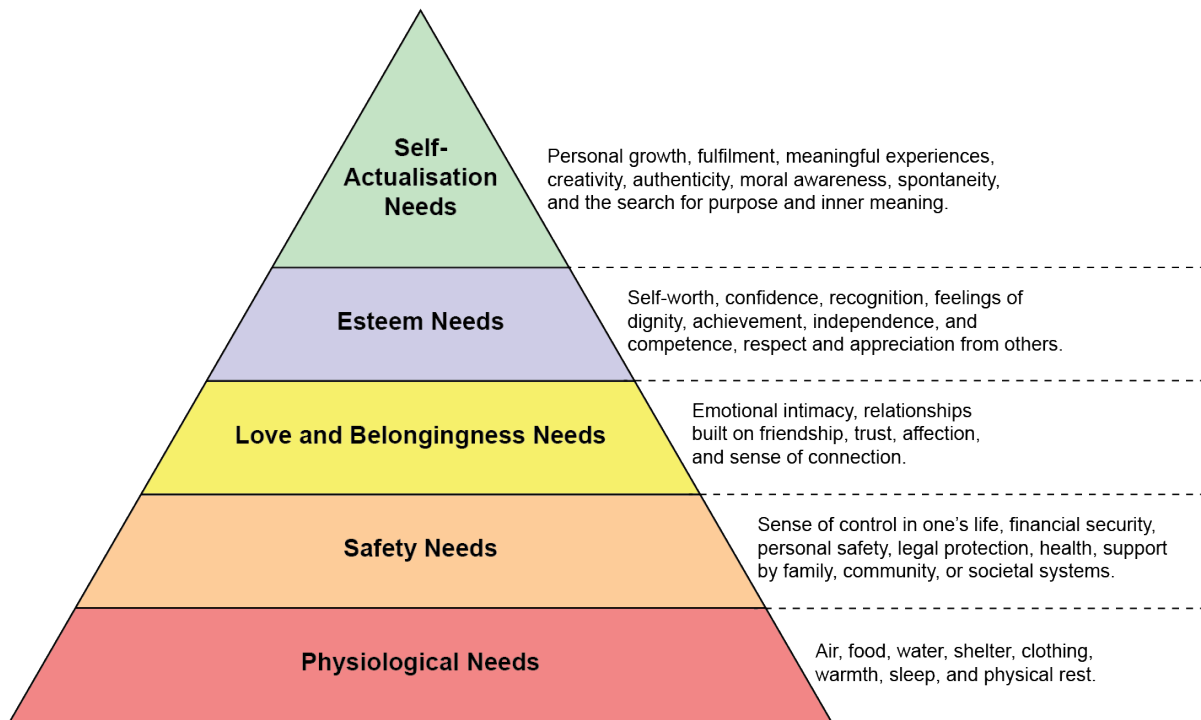 Self-
Actualisation
Needs
Personal growth, fulfilment, meaningful experiences,
creativity, authenticity, moral awareness, spontaneity,
and the search for purpose and inner meaning.
Esteem Needs
Self-worth, confidence, recognition, feelings of
dignity, achievement, independence, and
competence, respect and appreciation from others.
Love and Belongingness Needs
Emotional intimacy, relationships
built on friendship, trust, affection,
and sense of connection.
Safety Needs
Sense of control in one’s life, financial security,
personal safety, legal protection, health, support
by family, community, or societal systems.
Physiological Needs
Air, food, water, shelter, clothing,
warmth, sleep, and physical rest.